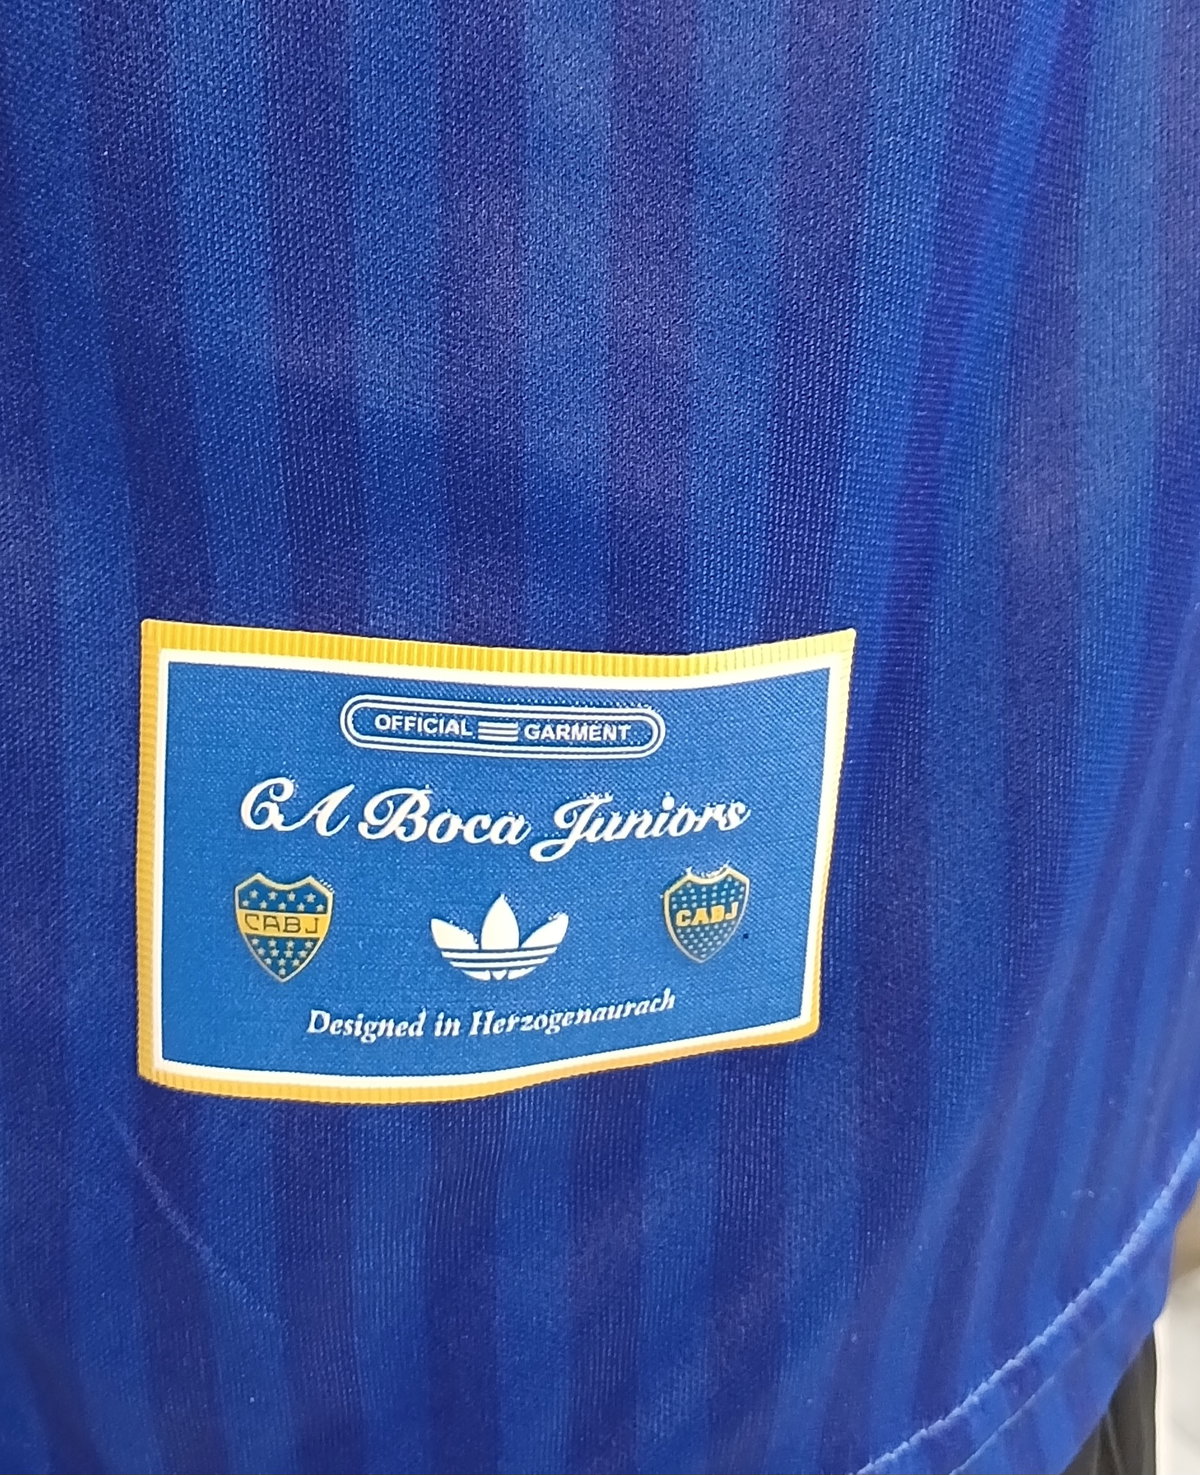 OFFICIAL GARMENT
CA Boca Juniors
CABJ
CABJ
Designed in Herzogenaurach